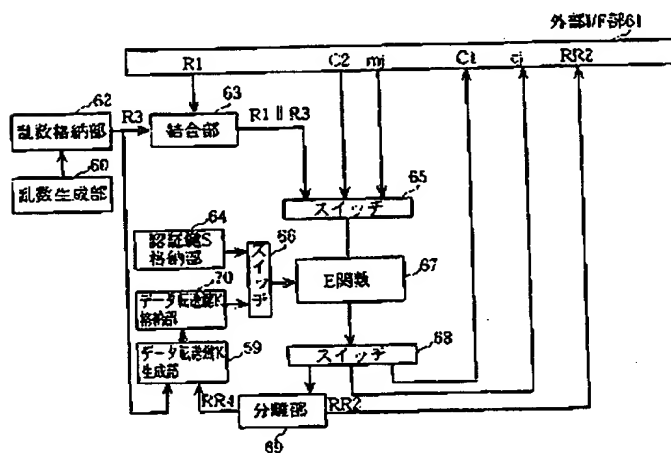 外部I/F部61
R1 C2 mj C1 cj RR2
62
乱数格納部
R3
63
結合部
R1 || R3
60
乱数生成部
65
スイッチ
64
認証鍵S
格納部
66
スイッチ
E関数
67
70
データ転送鍵K
格納部
スイッチ
68
データ転送鍵K
生成部
59
RR4
分離部
RR2
69